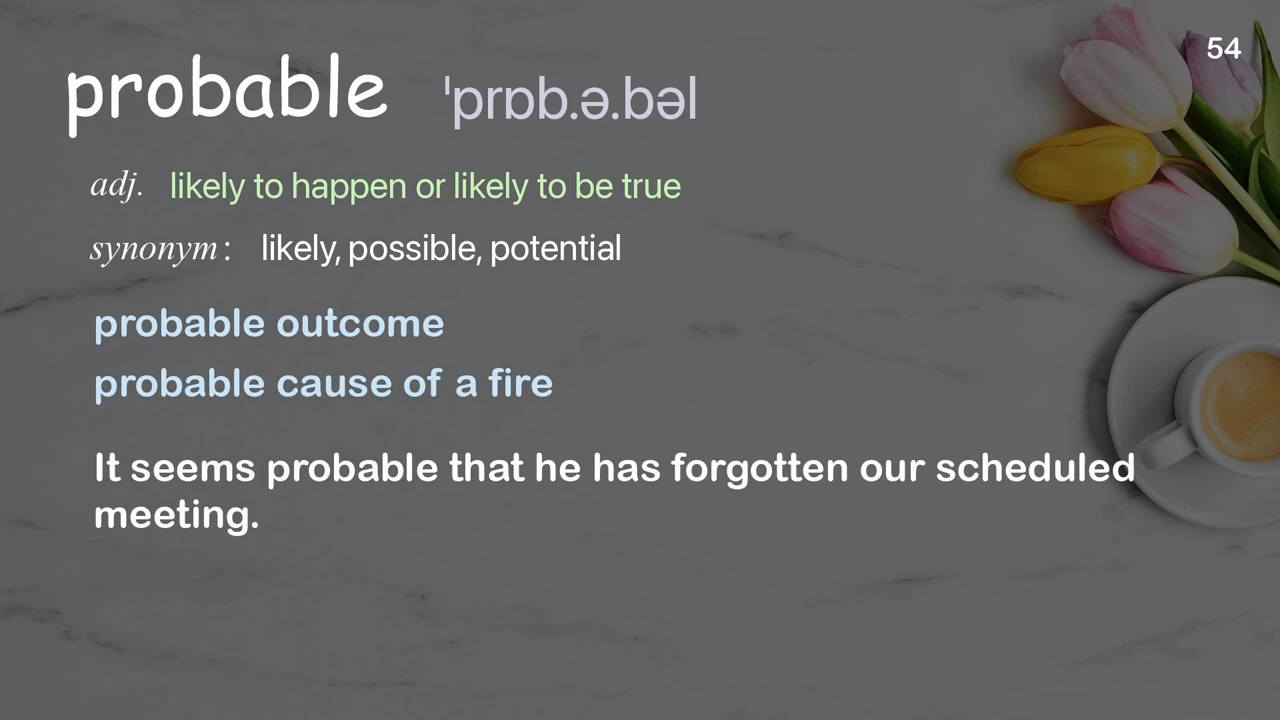 54
probable ˈprɒb.ə.bəl
adj. likely to happen or likely to be true
synonym: likely, possible, potential
probable outcome
probable cause of a fire
It seems probable that he has forgotten our scheduled
meeting.